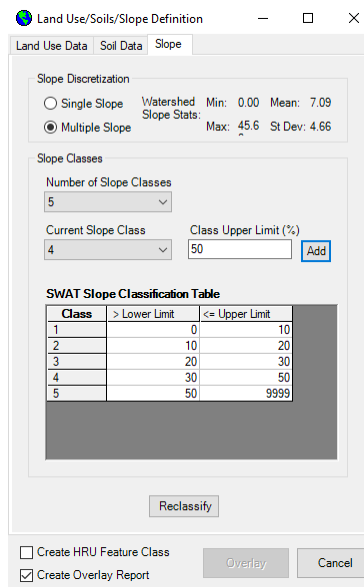 Land Use/Soils/Slope Definition
Land Use Data Soil Data Slope
Slope Discretization
Single Slope
Multiple Slope
Watershed Slope Stats:
Min: 0.00 Mean: 7.09
Max: 45.6 St Dev: 4.66
Slope Classes
Number of Slope Classes
5
Current Slope Class Class Upper Limit (%)
4 50 Add
SWAT Slope Classification Table
Class > Lower Limit <= Upper Limit
1 0 10
2 10 20
3 20 30
4 30 50
5 50 9999
Reclassify
Create HRU Feature Class
Create Overlay Report
Overlay Cancel